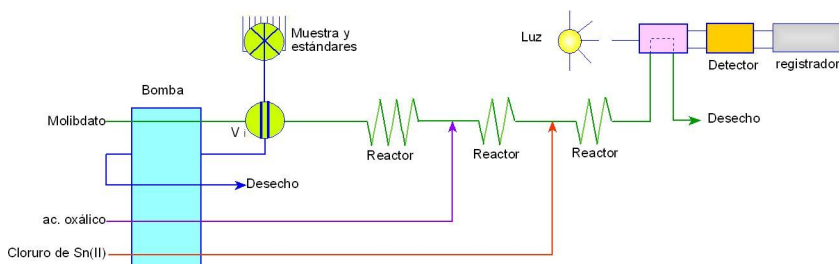 Muestra y
estándares
Luz
Detector
registrador
Bomba
Molibdato
V i
Reactor
Reactor
Reactor
Desecho
Desecho
ac. oxálico
Cloruro de Sn(II)